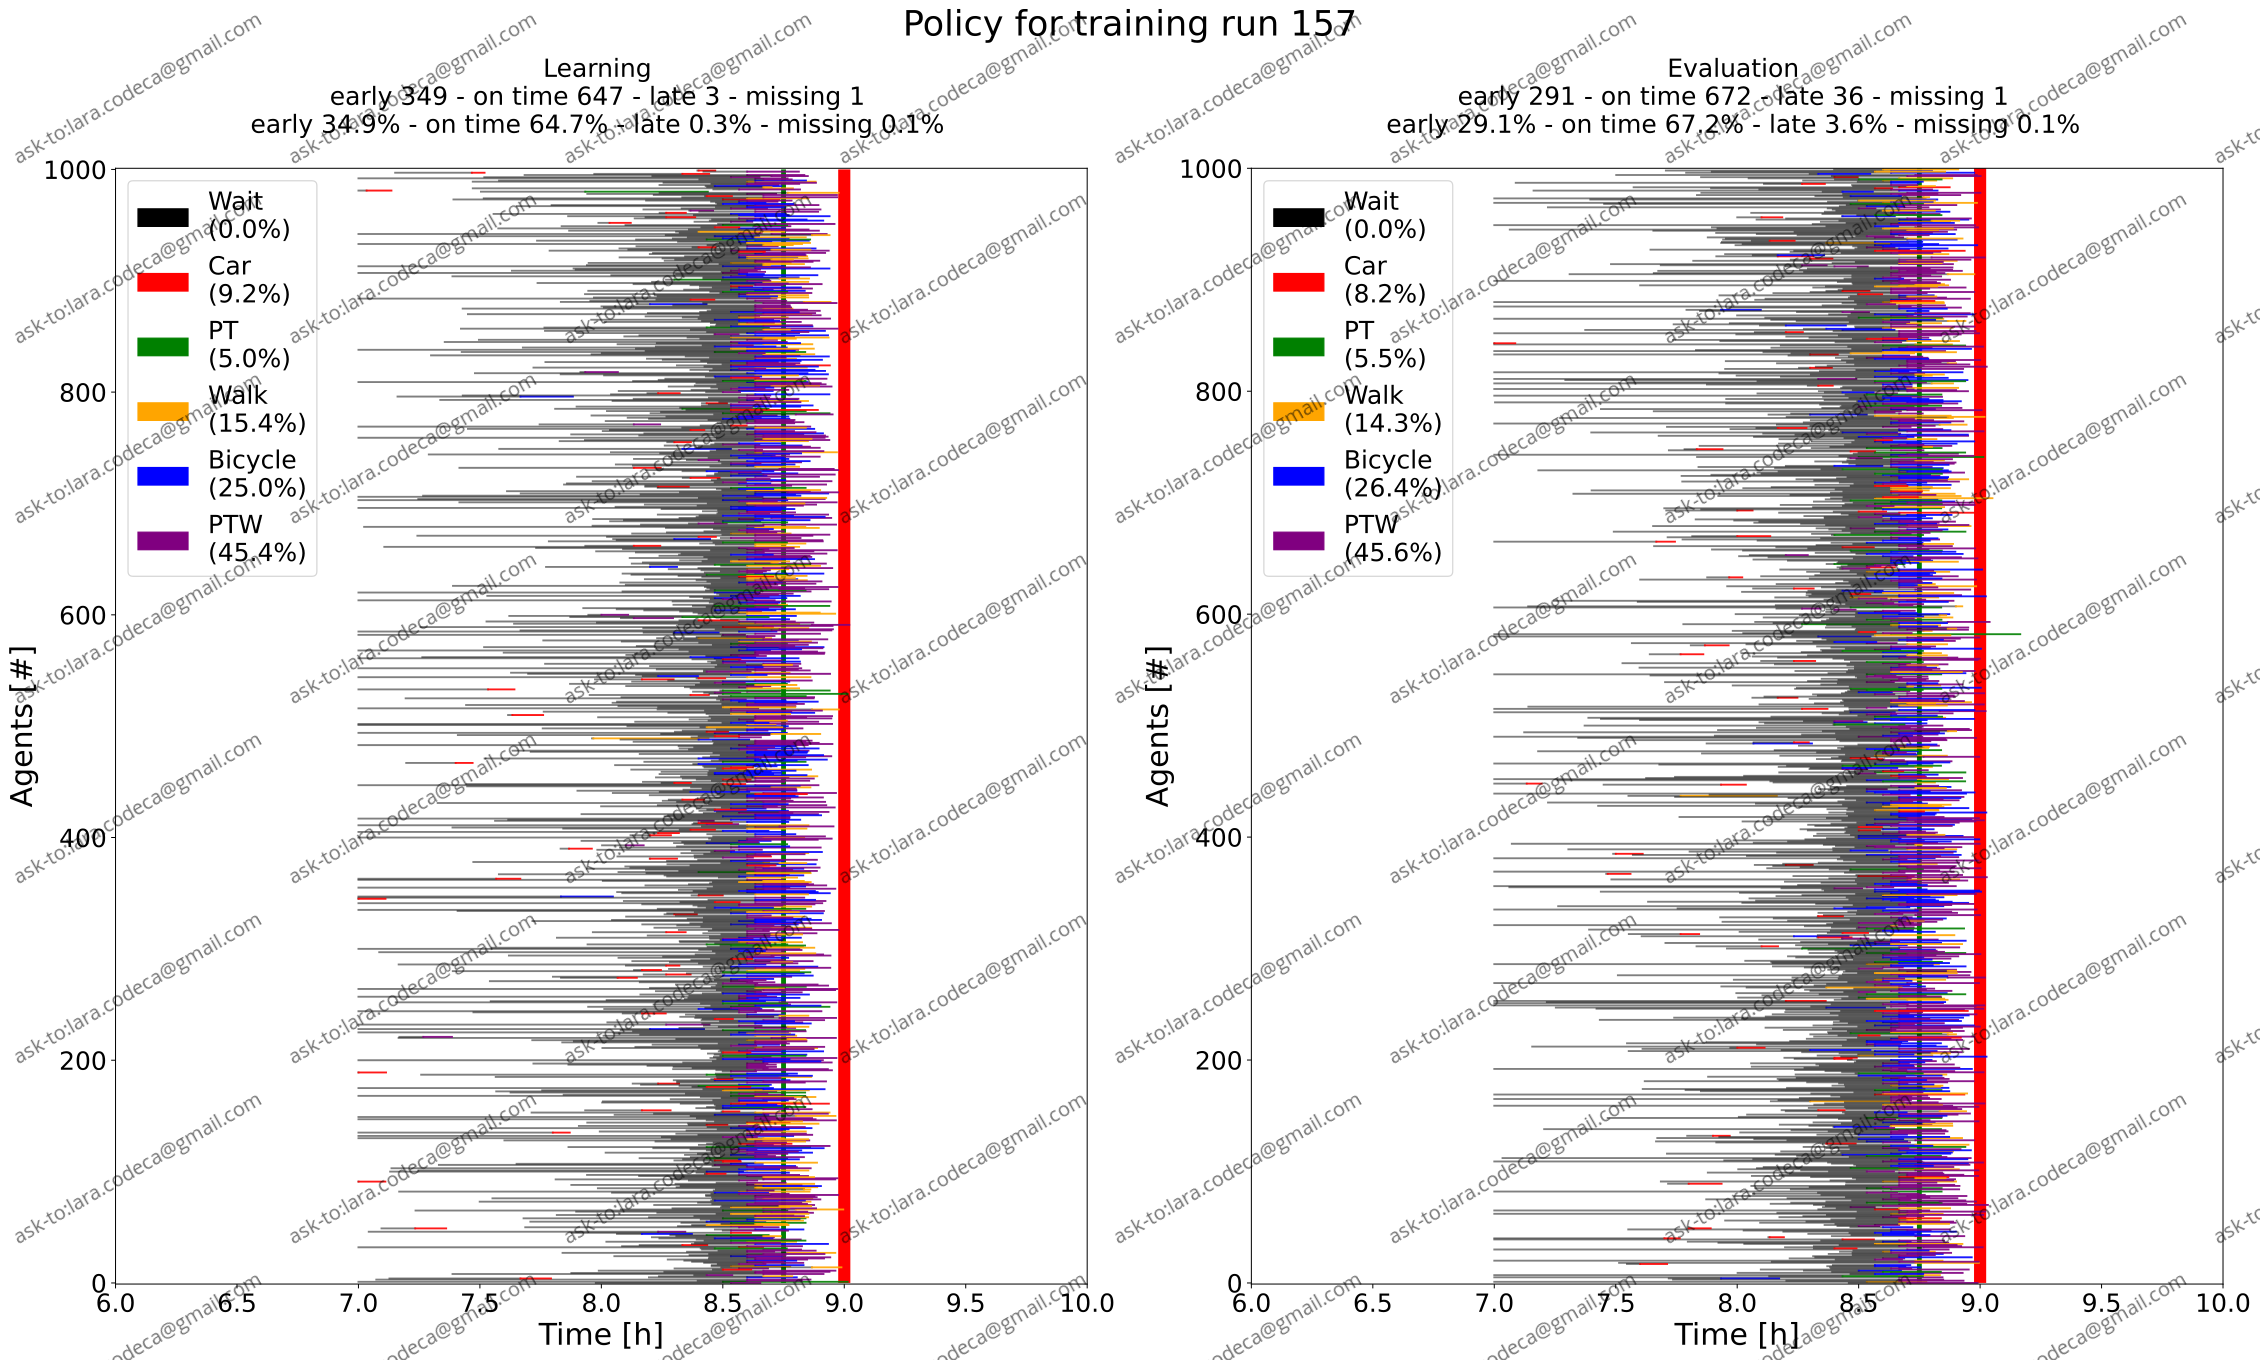 Policy for training run 157
Learning
early 349 - on time 647 - late 3 - missing 1
early 34.9% - on time 64.7% - late 0.3% - missing 0.1%
1000
800
600
400
200
0
Agents [#]
Wait
(0.0%)
Car
(9.2%)
PT
(5.0%)
Walk
(15.4%)
Bicycle
(25.0%)
PTW
(45.4%)
6.0 6.5 7.0 7.5 8.0 8.5 9.0 9.5 10.0
Time [h]
Evaluation
early 291 - on time 672 - late 36 - missing 1
early 29.1% - on time 67.2% - late 3.6% - missing 0.1%
1000
800
600
400
200
0
Agents [#]
Wait
(0.0%)
Car
(8.2%)
PT
(5.5%)
Walk
(14.3%)
Bicycle
(26.4%)
PTW
(45.6%)
6.0 6.5 7.0 7.5 8.0 8.5 9.0 9.5 10.0
Time [h]
ask-to:lara.codeca@gmail.com